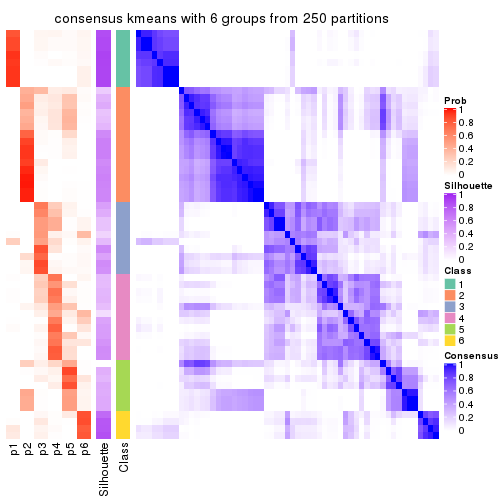 consensus kmeans with 6 groups from 250 partitions
Prob
1
0.8
0.6
0.4
0.2
0
Silhouette
1
0.8
0.6
0.4
0.2
0
Class
1
2
3
4
5
6
Consensus
1
0.8
0.6
0.4
0.2
0
p1
p2
p3
p4
p5
p6
Silhouette
Class